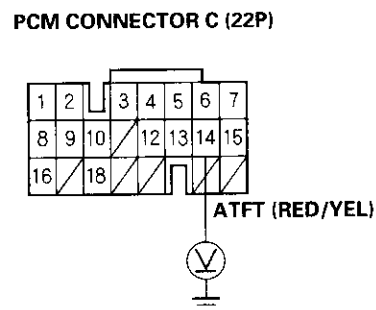 PCM CONNECTOR C (22P)
1 2 3 4 5 6 7
8 9 10 12 13 14 15
16 18
ATFT (RED/YEL)
V